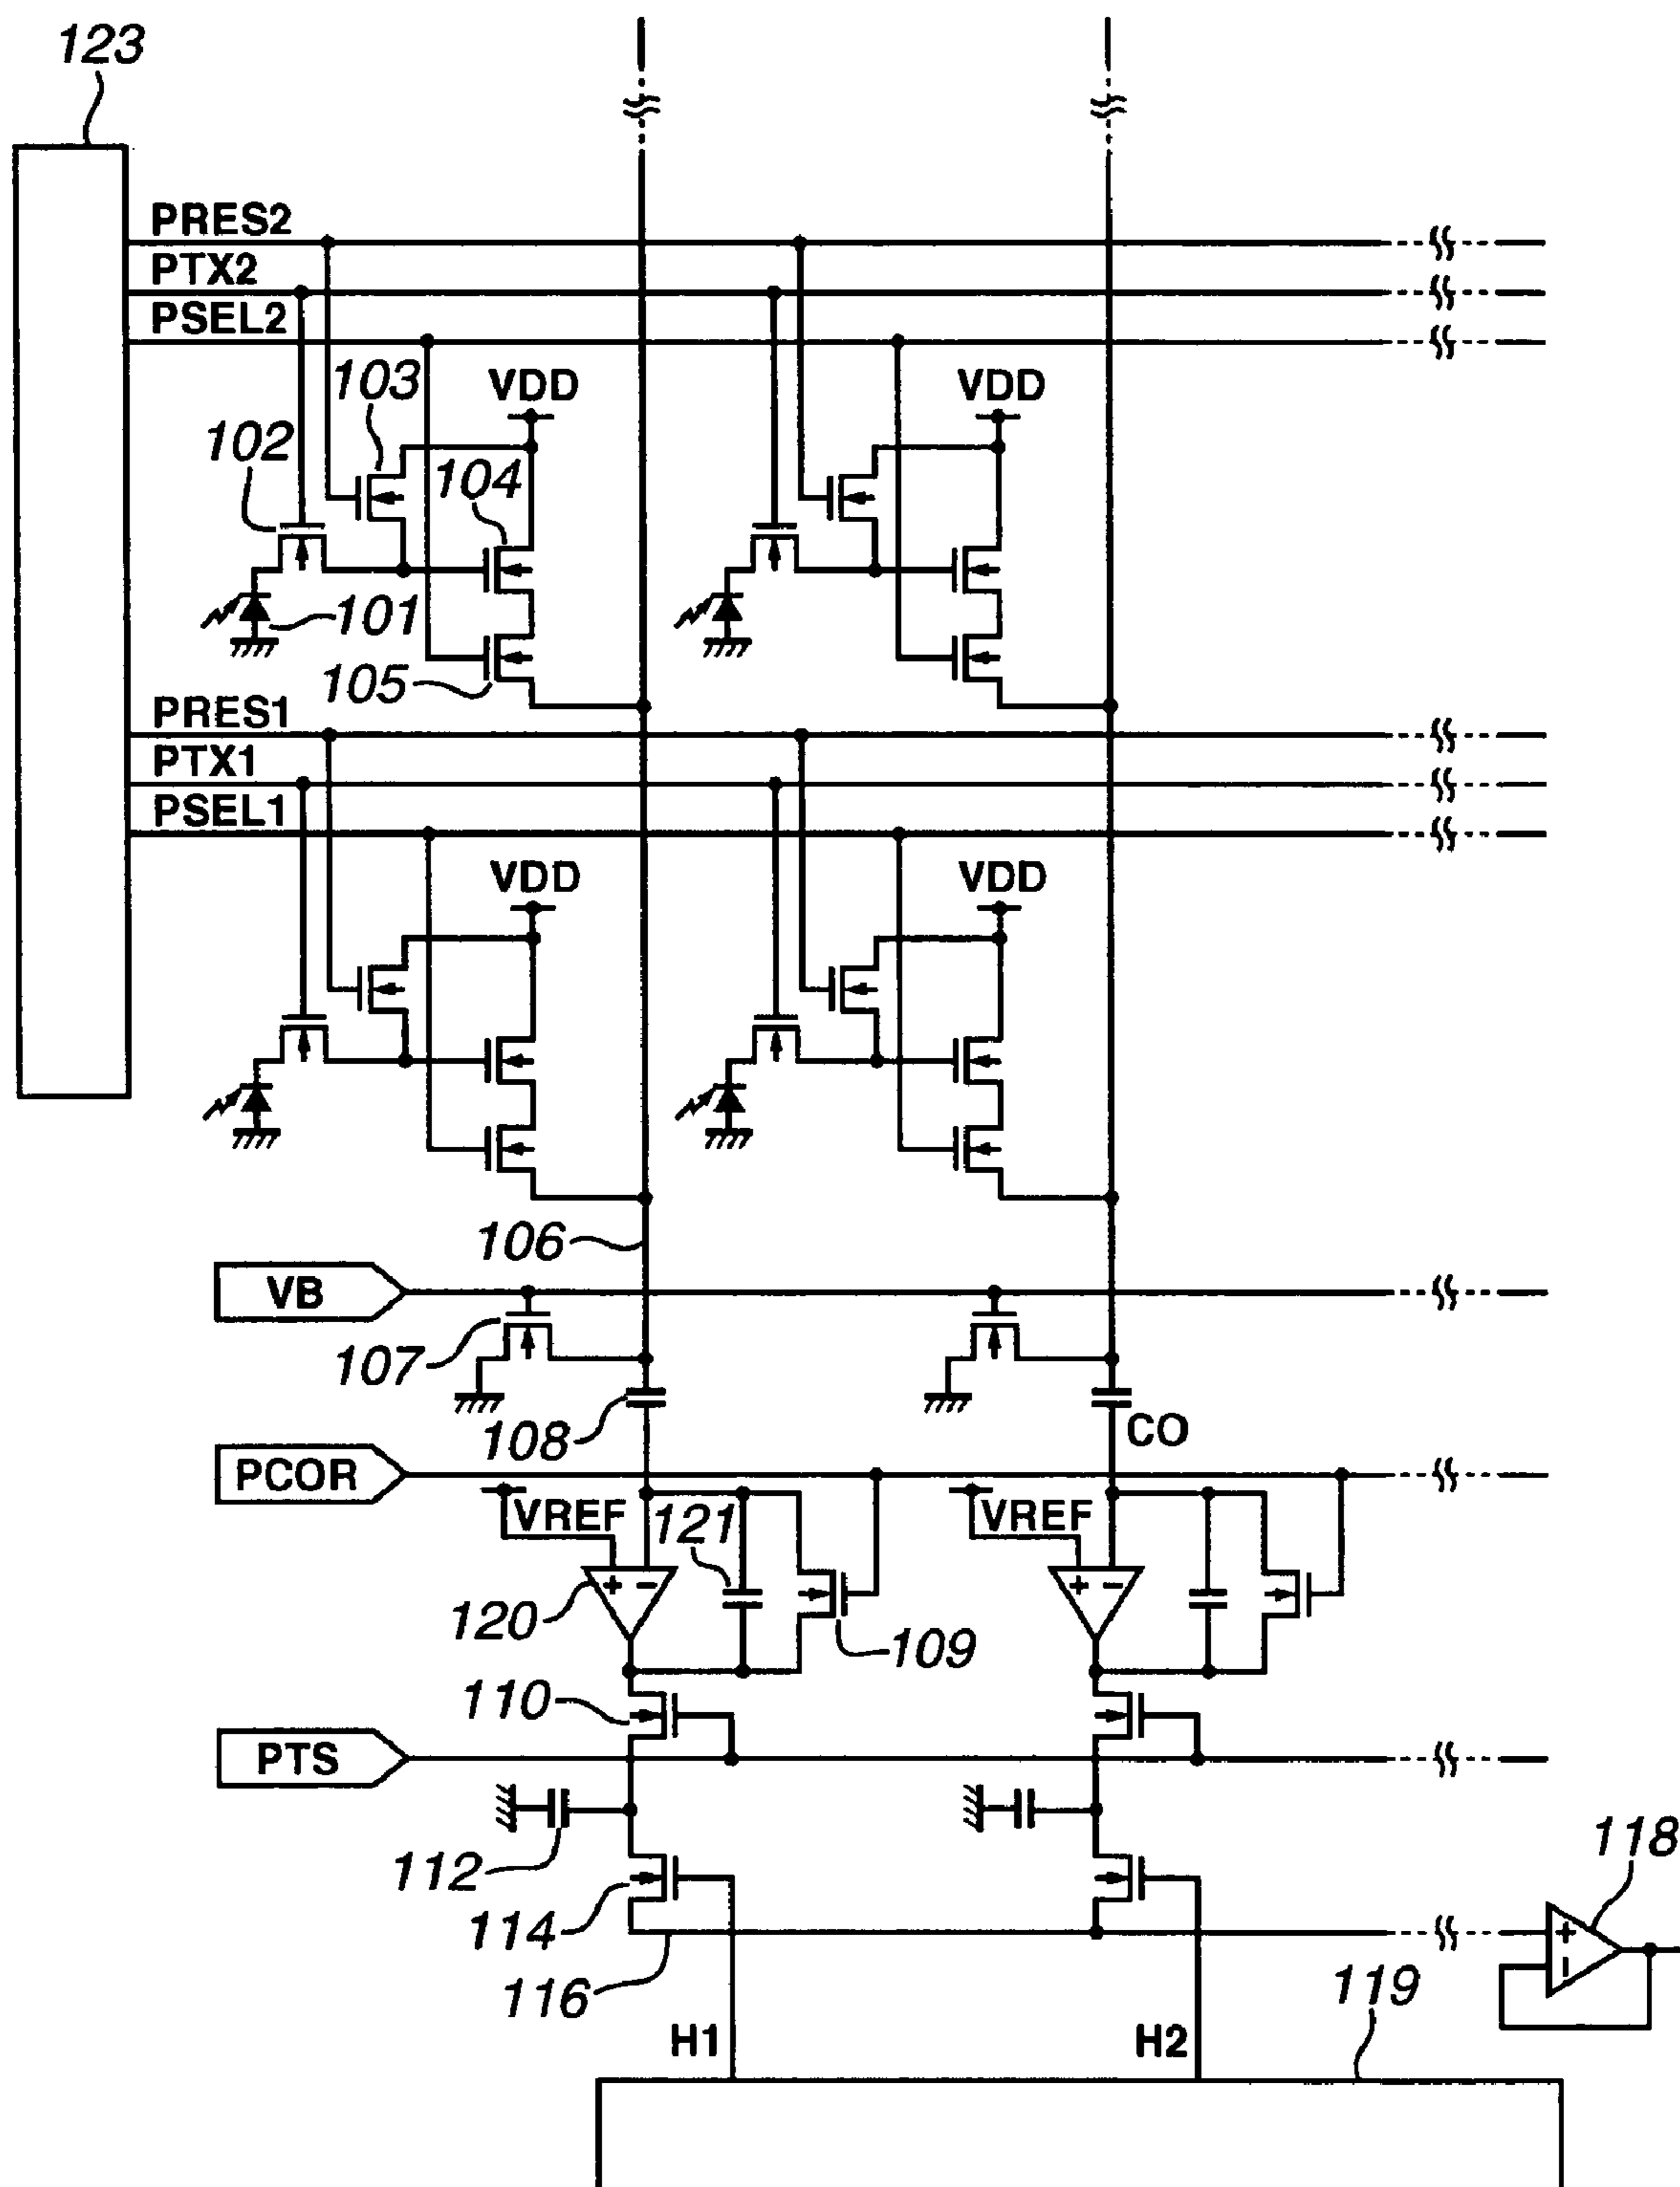 123
PRES2
PTX2
PSEL2
103
VDD
VDD
102
104
101
105
PRES1
PTX1
PSEL1
VDD
VDD
106
VB
107
108
CO
PCOR
VREF
121
VREF
+ −
+ −
120
109
110
PTS
112
118
114
+
−
116
119
H1
H2